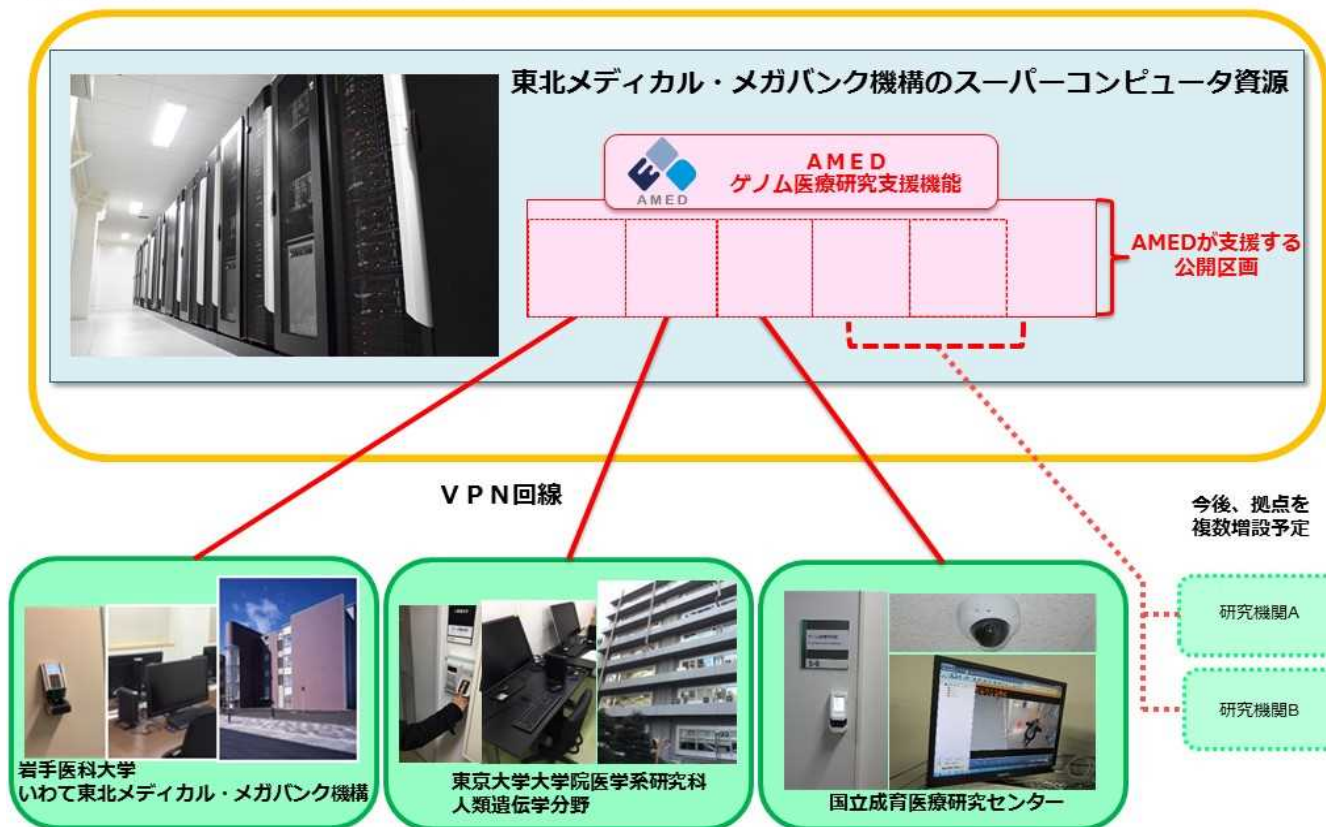 東北メディカル・メガバンク機構のスーパーコンピュータ資源
AMED
ＡＭＥＤ
ゲノム医療研究支援機能
AMEDが支援する
公開区画
ＶＰＮ回線
今後、拠点を
複数増設予定
研究機関A
研究機関B
岩手医科大学
いわて東北メディカル・メガバンク機構
東京大学大学院医学系研究科
人類遺伝学分野
国立成育医療研究センター